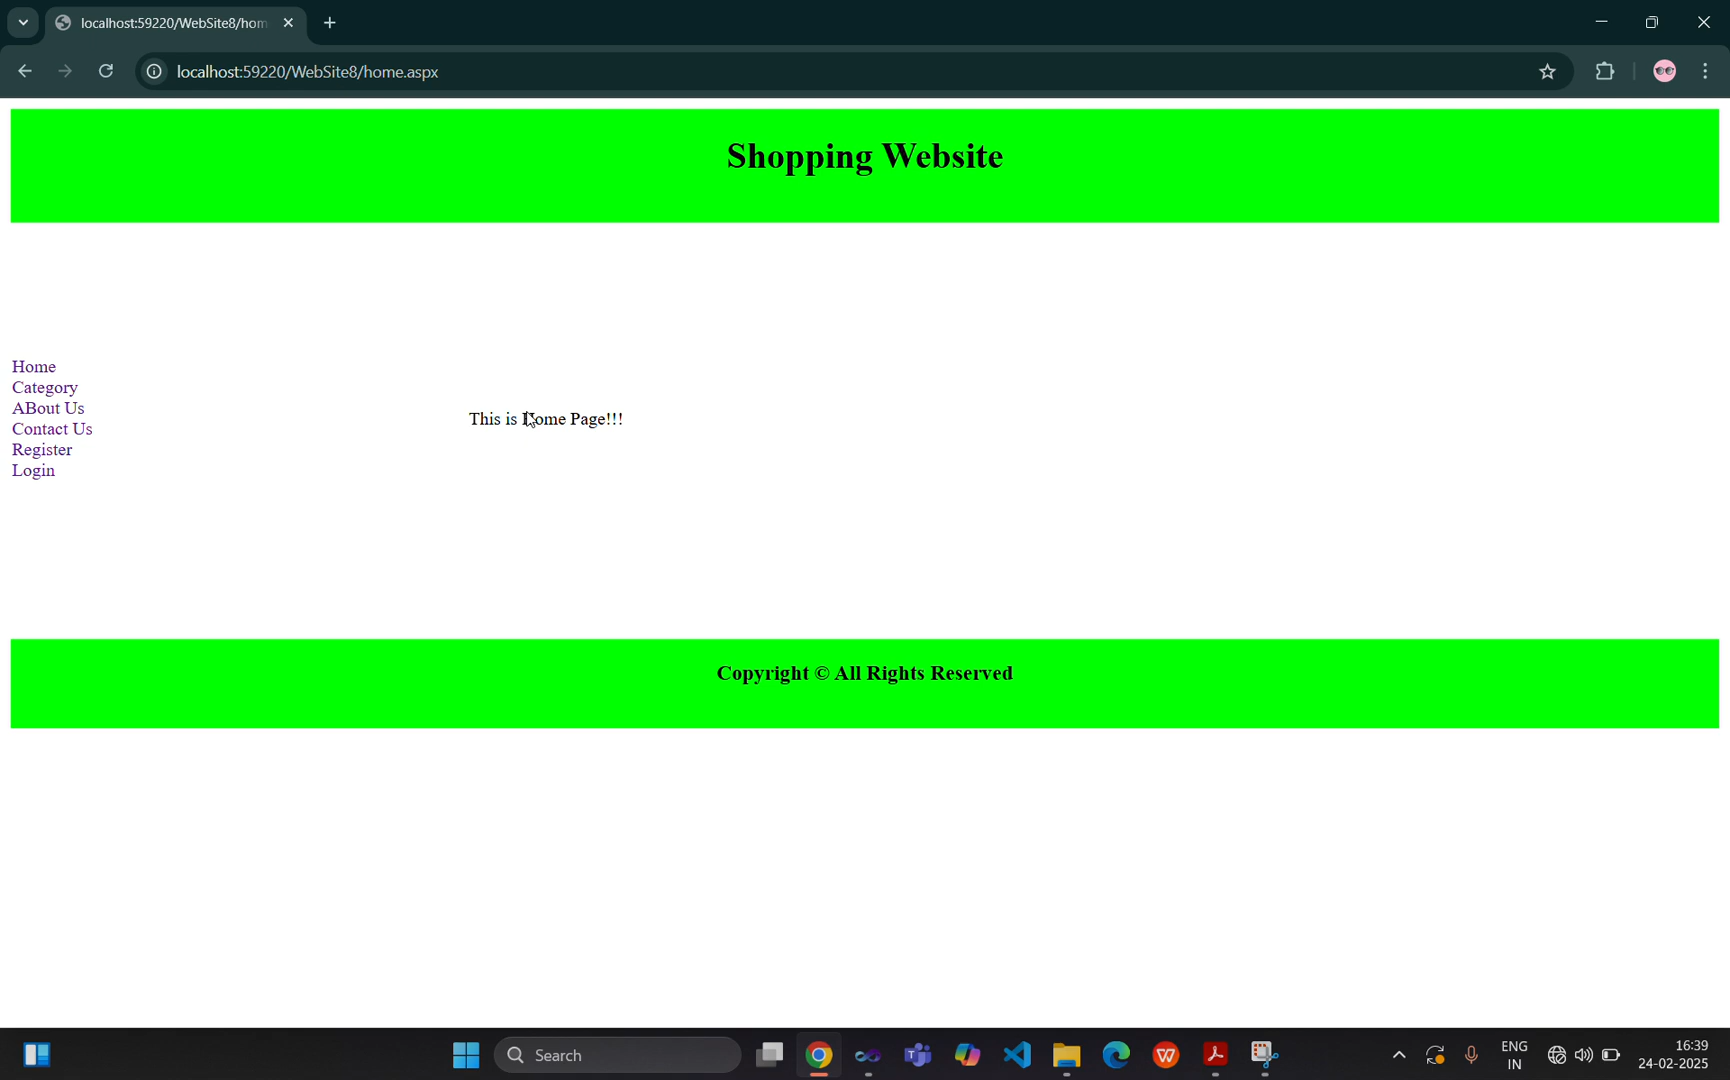 localhost:59220/WebSite8/hom
localhost:59220/WebSite8/home.aspx
Shopping Website
Home
Category
ABout Us
Contact Us
Register
Login
This is Home Page!!!
Copyright © All Rights Reserved
Search
ENG
IN
16:39
24-02-2025